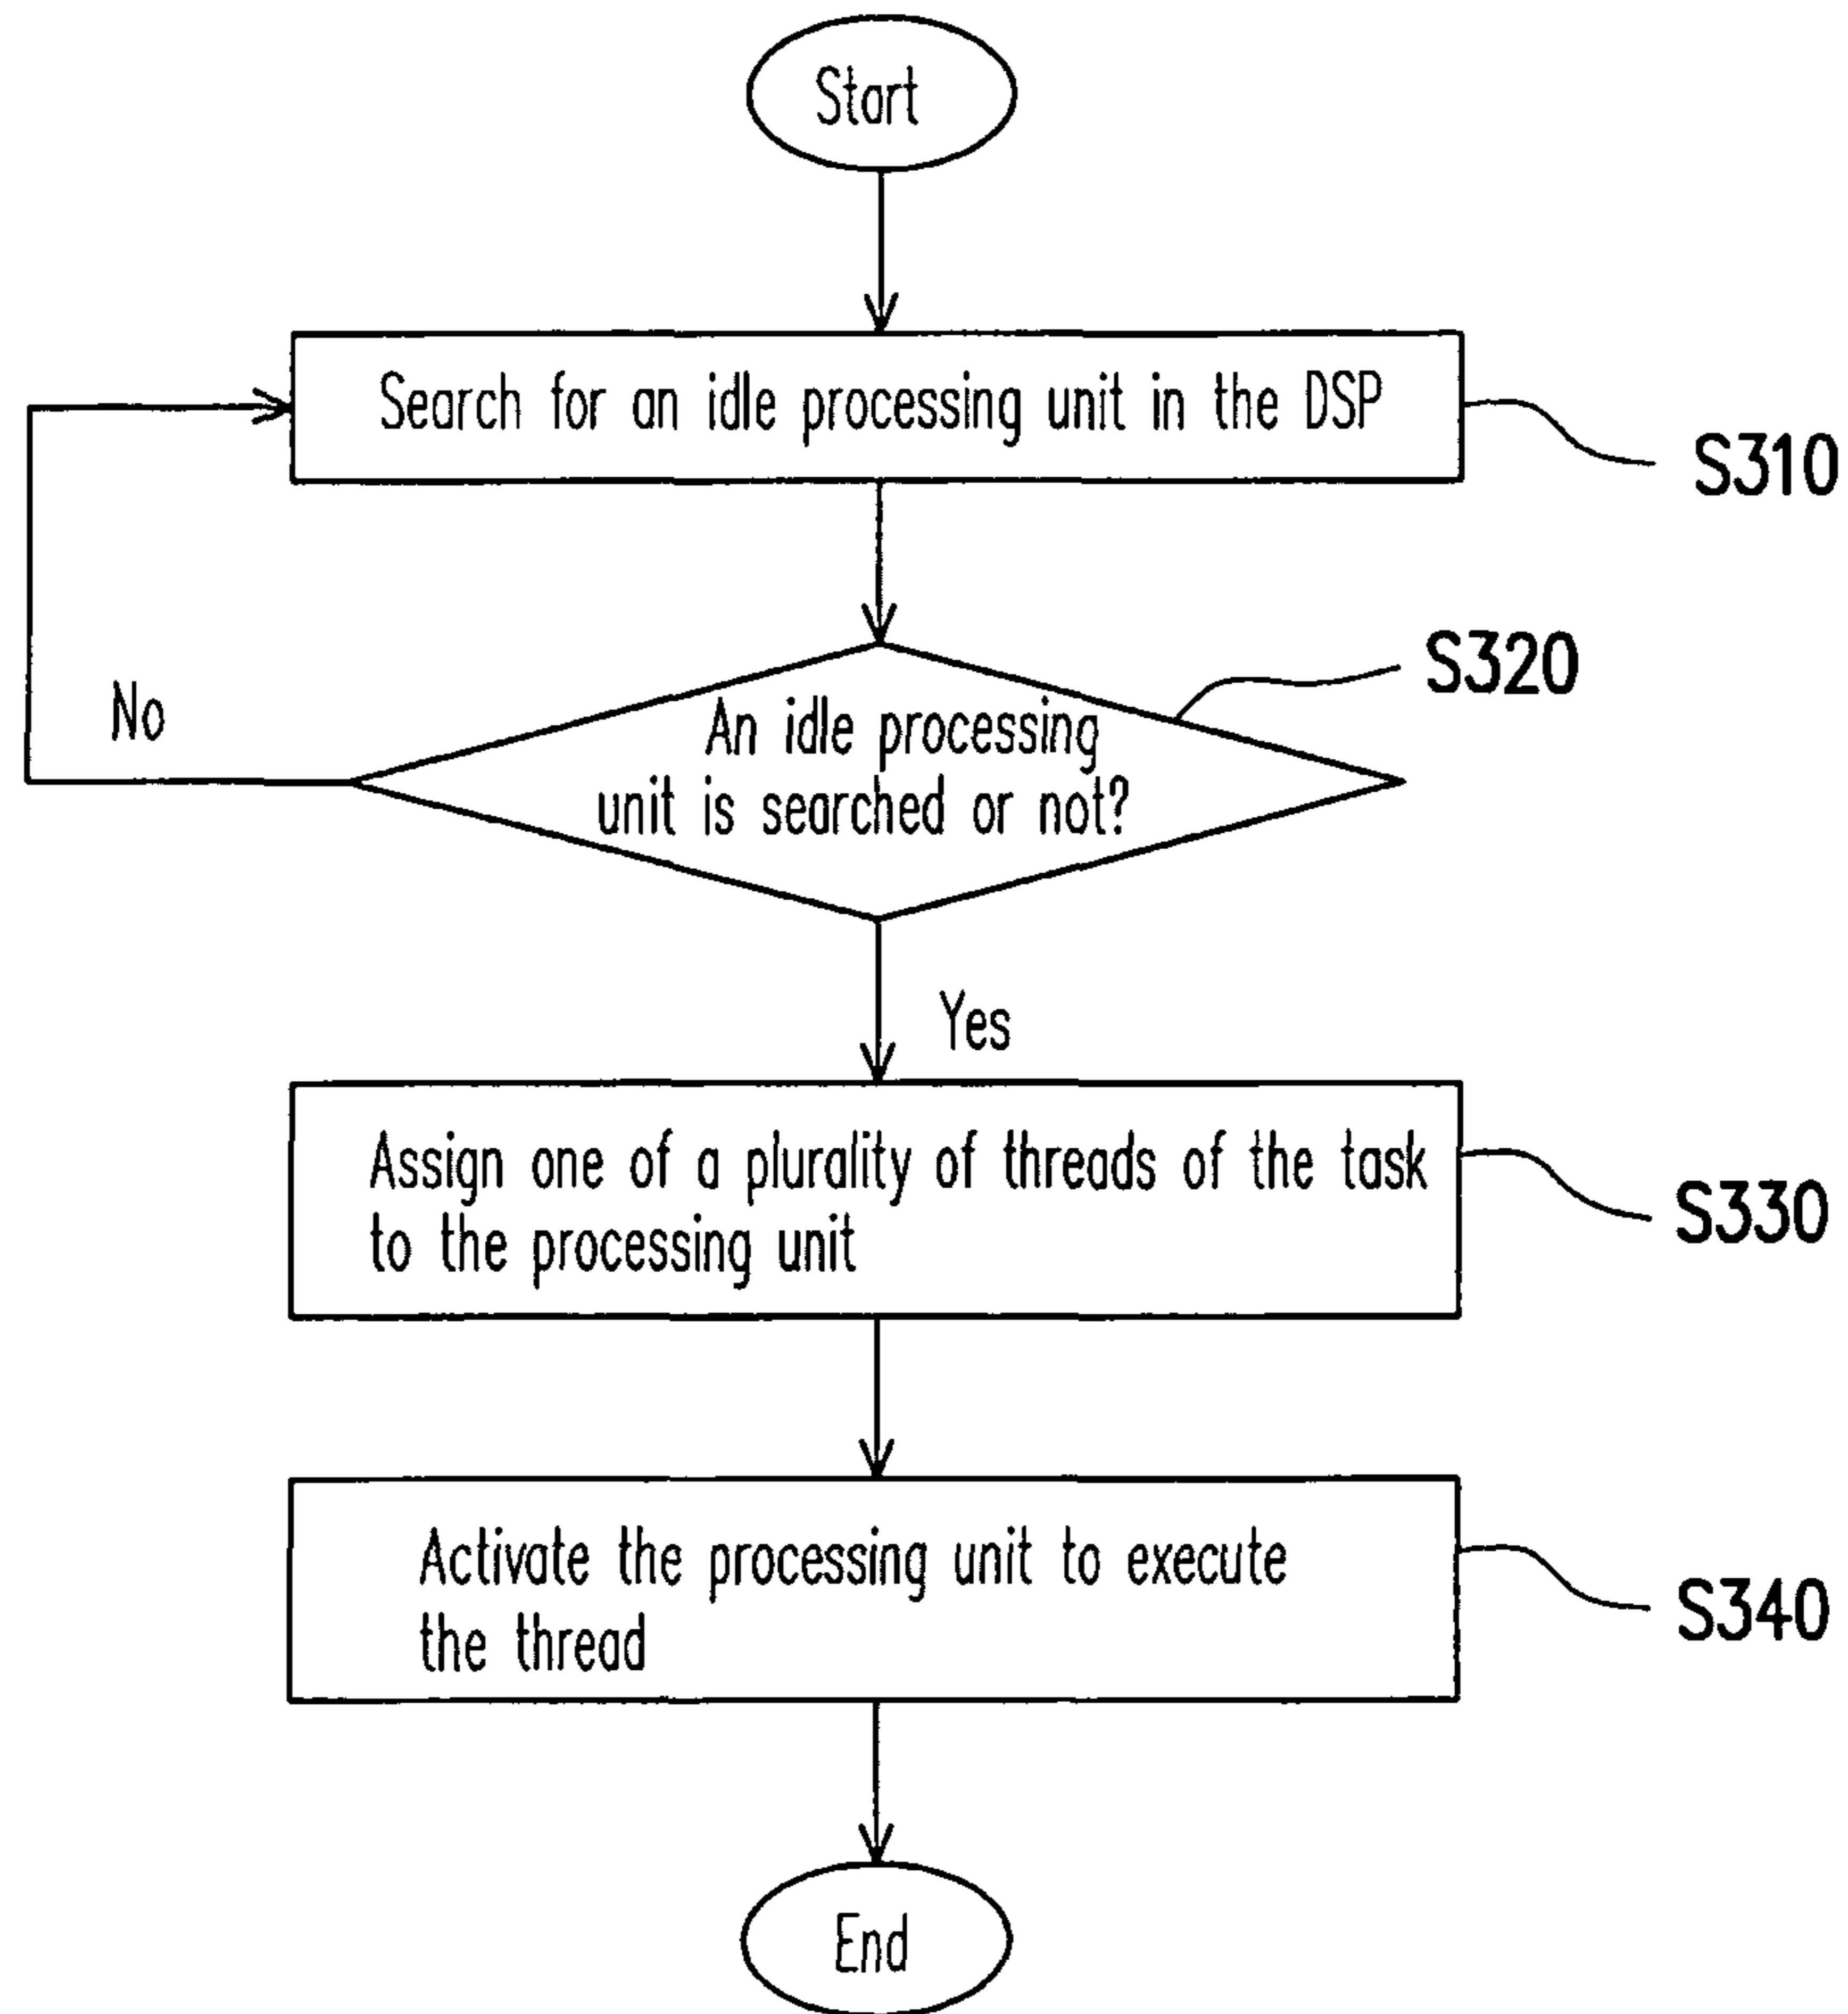 Start
Search for an idle processing unit in the DSP
S310
S320
An idle processing
unit is searched or not?
No
Yes
Assign one of a plurality of threads of the task
to the processing unit
S330
Activate the processing unit to execute
the thread
S340
End